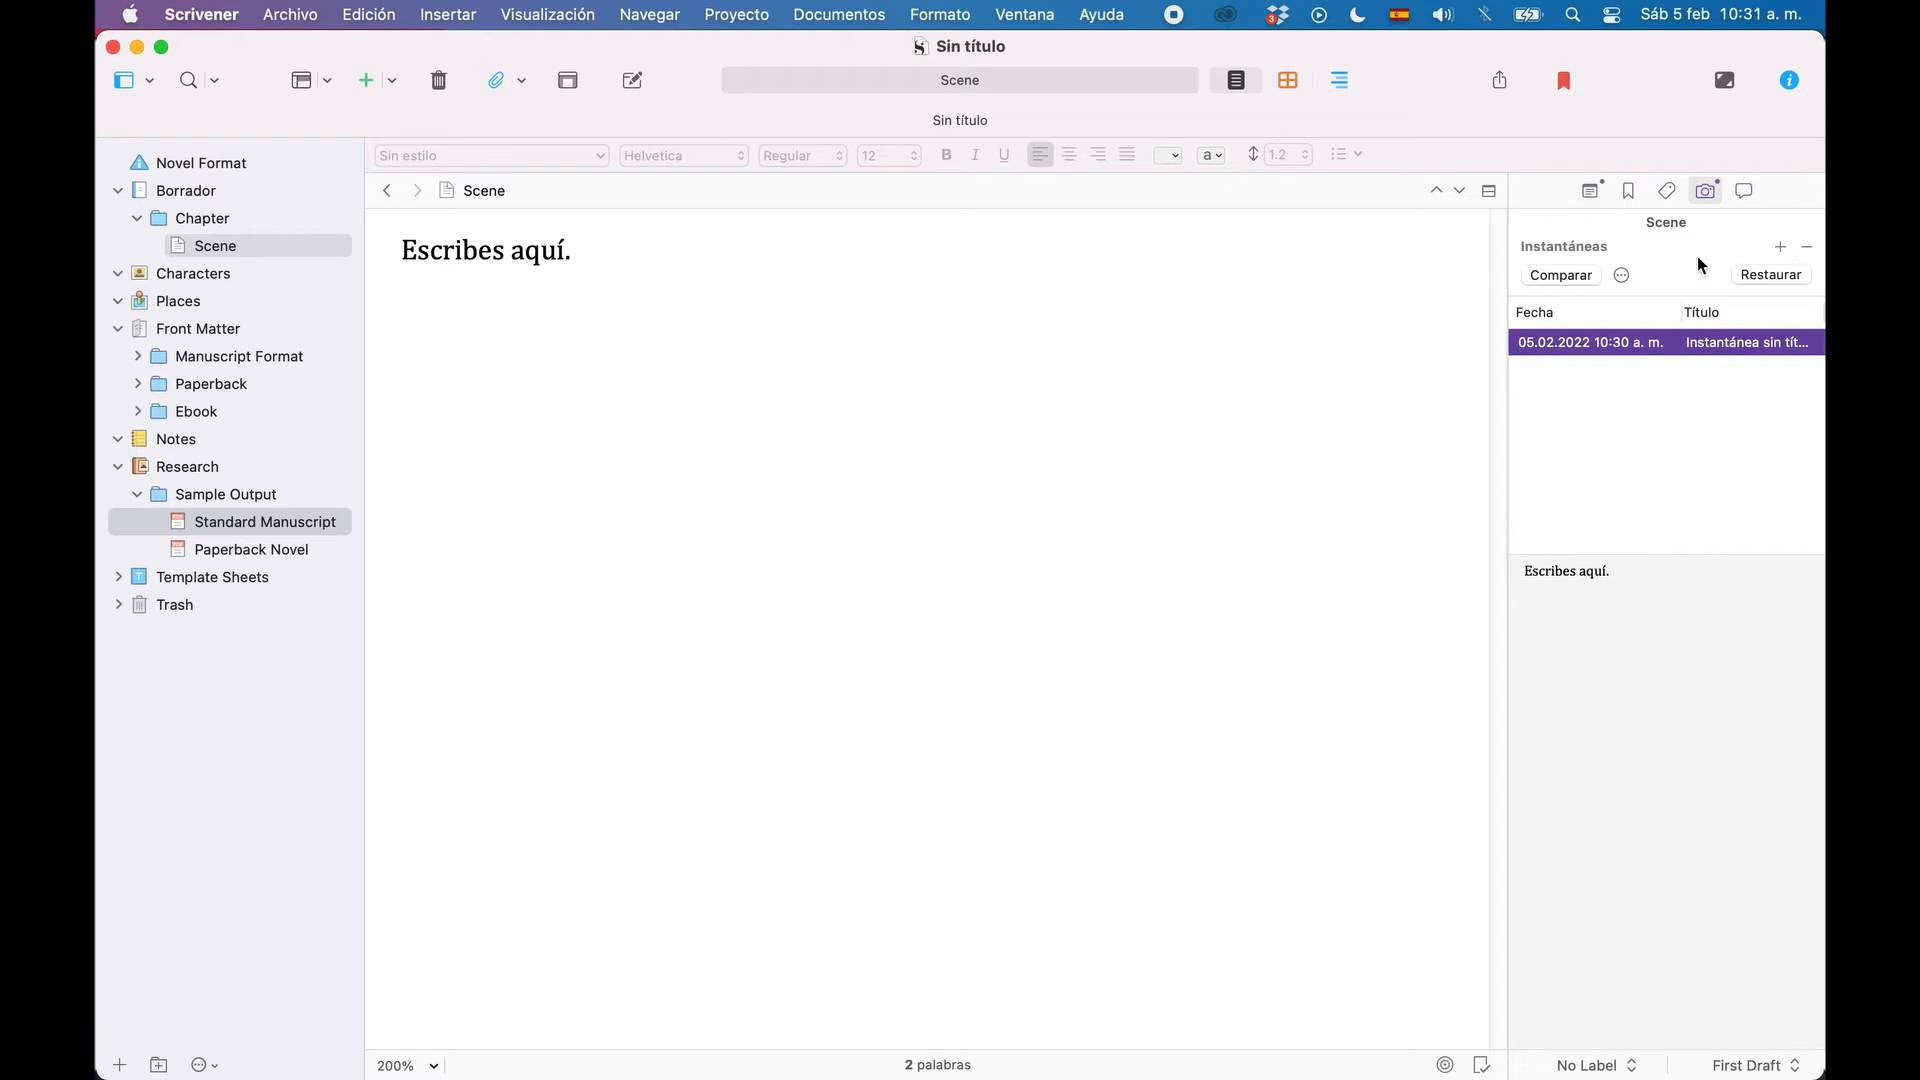 Scrivener Archivo Edición Insertar Visualización Navegar Proyecto Documentos Formato Ventana Ayuda 3 Sáb 5 feb 10:31 a. m.
Sin título
Scene
Sin título
Sin estilo Helvetica Regular 12 B I U a 1.2
Novel Format
Borrador
Chapter
Scene
Characters
Places
Front Matter
Manuscript Format
Paperback
Ebook
Notes
Research
Sample Output
Standard Manuscript
Paperback Novel
Template Sheets
Trash
Scene
Escribes aquí.
Scene
Instantáneas
Comparar Restaurar
Fecha Título
05.02.2022 10:30 a. m. Instantánea sin tít...
Escribes aquí.
200% 2 palabras No Label First Draft